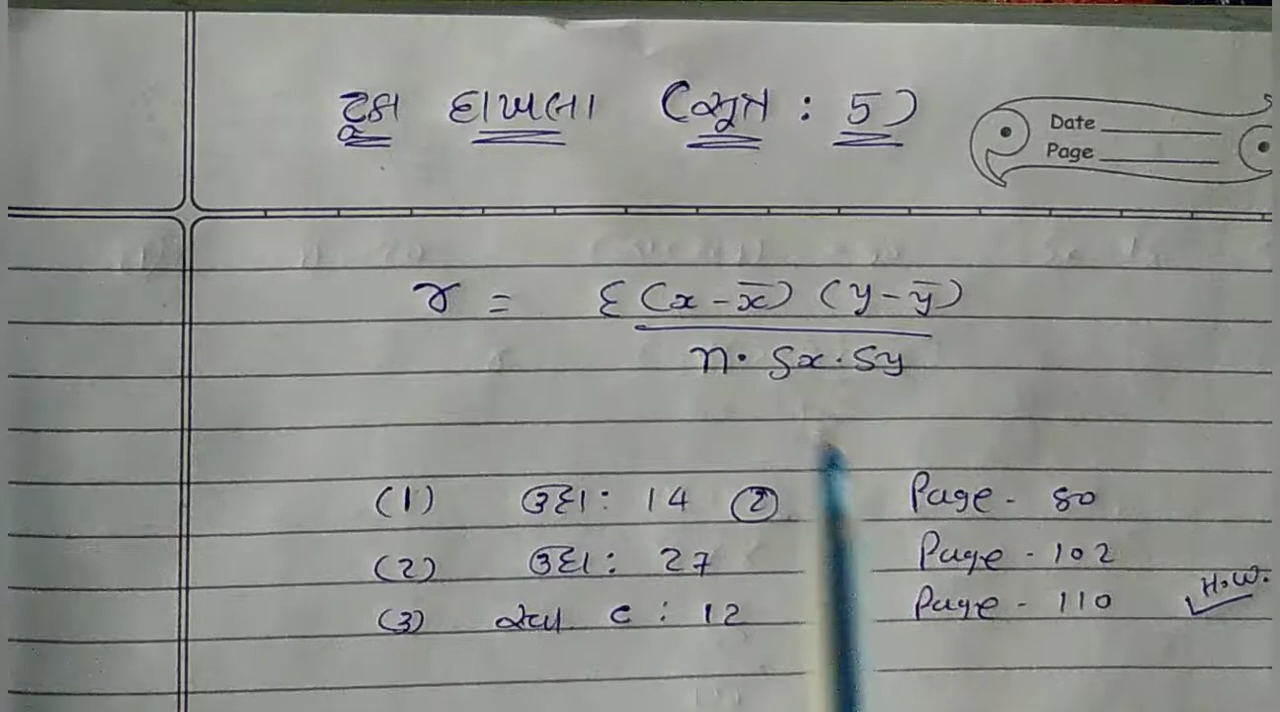 ટૂંકા દાખલા (સૂત્ર : 5)
Date
Page
r = Σ(x - x̄) (y - ȳ)
n · Sx · Sy
(1) ઉદા : 14 ② Page - 80
(2) ઉદા : 27 Page - 102
(3) સ્વા C : 12 Page - 110 H.W.